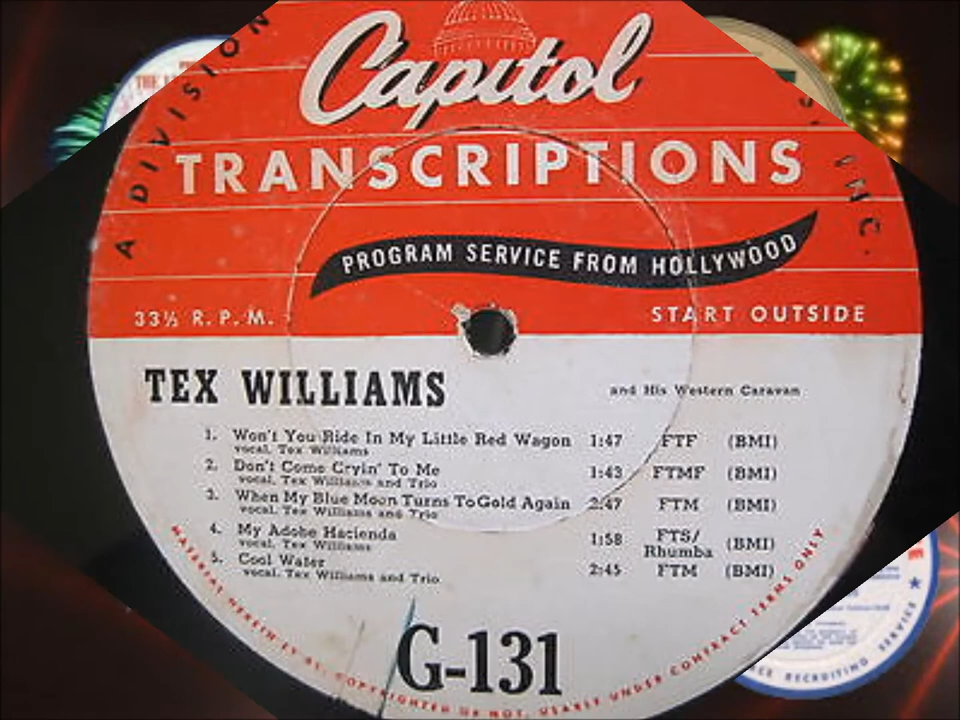 A DIVISION
INC.
Capitol
TRANSCRIPTIONS
PROGRAM SERVICE FROM HOLLYWOOD
33⅓ R.P.M.
START OUTSIDE
TEX WILLIAMS and His Western Caravan
1. Won't You Ride In My Little Red Wagon 1:47 FTF (BMI)
vocal, Tex Williams
2. Don't Come Cryin' To Me 1:43 FTMF (BMI)
vocal, Tex Williams and Trio
3. When My Blue Moon Turns To Gold Again 2:47 FTM (BMI)
vocal, Tex Williams and Trio
4. My Adobe Hacienda 1:58 FTS/ Rhumba (BMI)
vocal, Tex Williams
5. Cool Water 2:45 FTM (BMI)
vocal, Tex Williams and Trio
G-131
MATERIAL HEREIN COPYRIGHTED OR NOT, USABLE UNDER CONTRACT TERMS ONLY
RECRUITING SERVICE